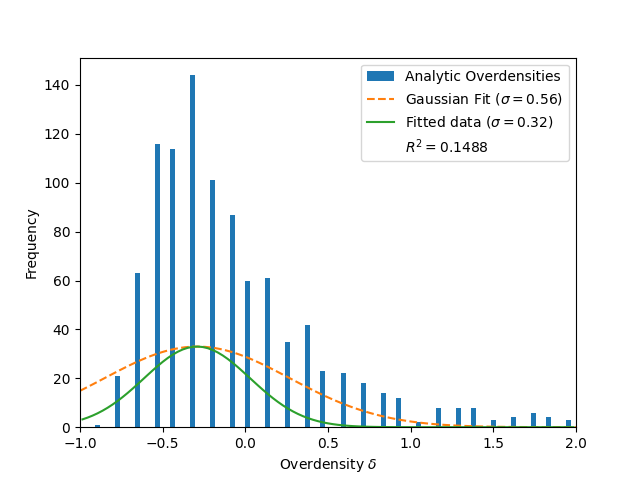 Analytic Overdensities
Gaussian Fit (σ = 0.56)
Fitted data (σ = 0.32)
R² = 0.1488
140
120
100
80
60
40
20
0
Frequency
−1.0 −0.5 0.0 0.5 1.0 1.5 2.0
Overdensity δ